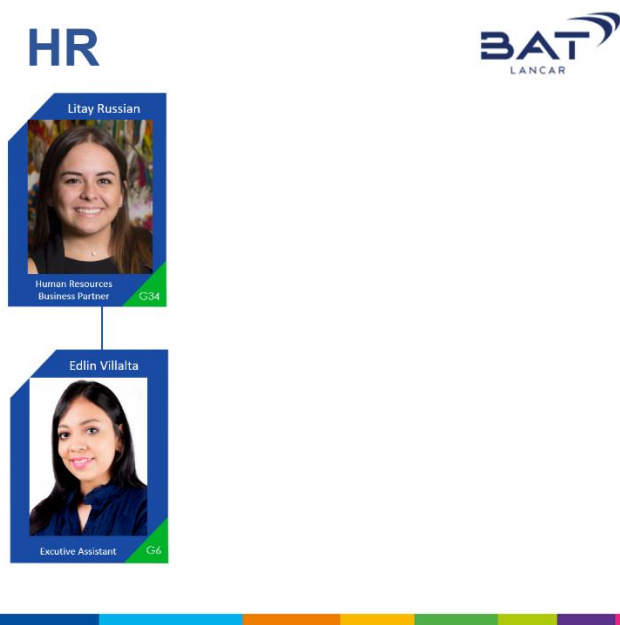 HR
BAT
LANCAR
Litay Russian
Human Resources
Business Partner
G34
Edlin Villalta
Excutive Assistant
G6